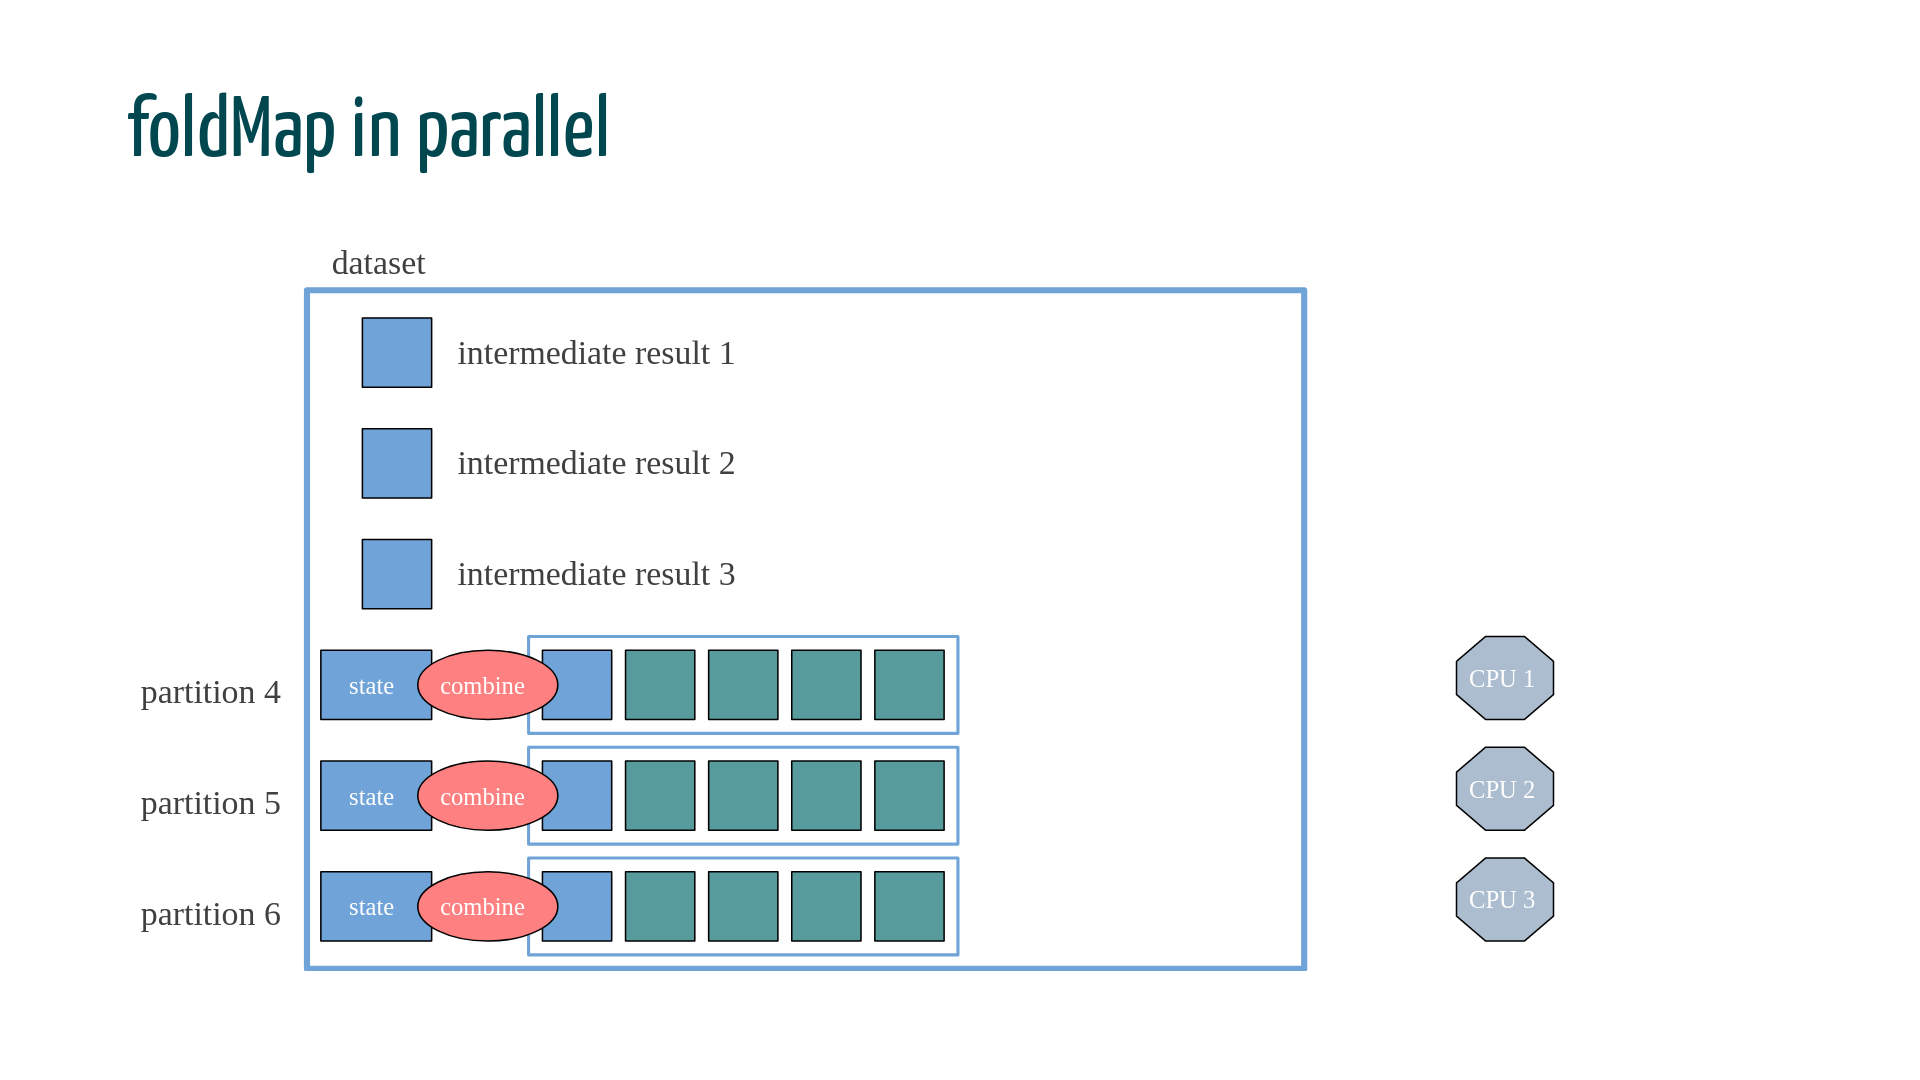 foldMap in parallel
dataset
intermediate result 1
intermediate result 2
intermediate result 3
partition 4 state combine CPU 1
partition 5 state combine CPU 2
partition 6 state combine CPU 3